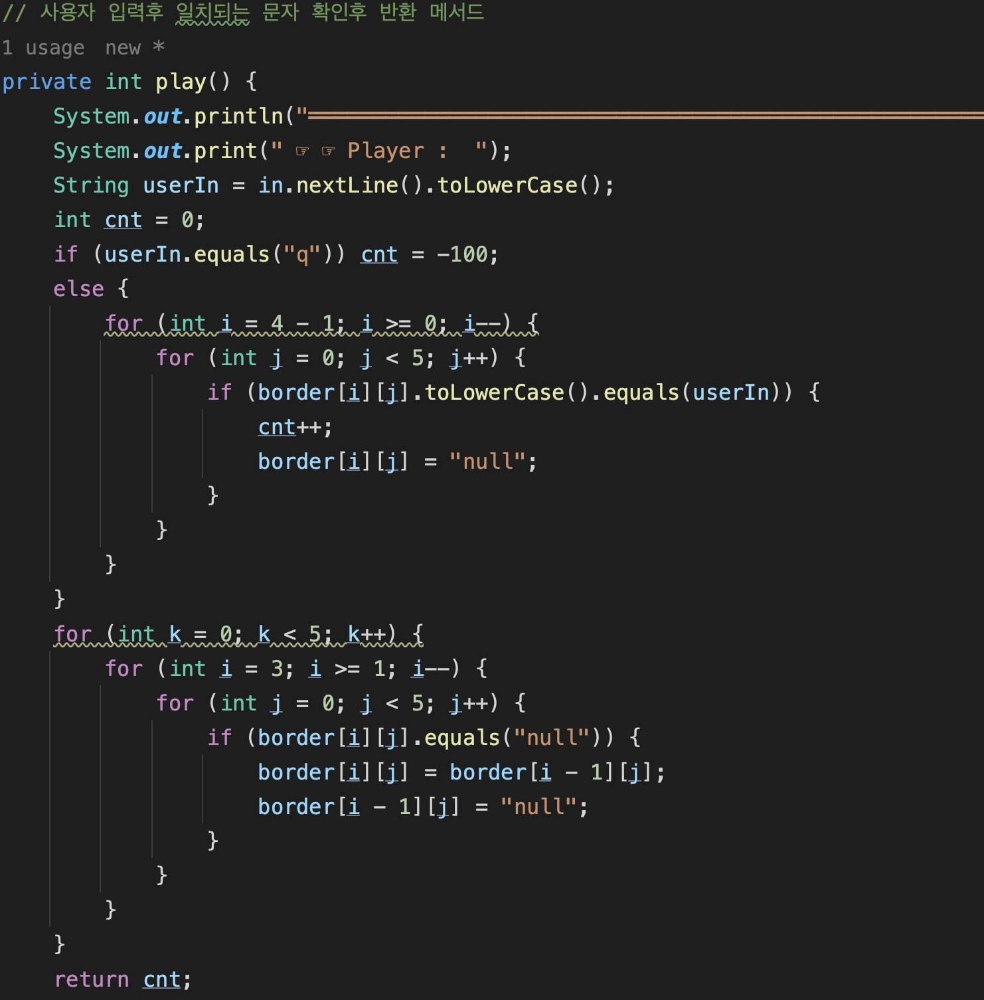 // 사용자 입력후 일치되는 문자 확인후 반환 메서드
1 usage  new *
private int play() {
    System.out.println("═════════════════════════════════════════════════════
    System.out.print(" ☞ ☞ Player :  ");
    String userIn = in.nextLine().toLowerCase();
    int cnt = 0;
    if (userIn.equals("q")) cnt = -100;
    else {
        for (int i = 4 - 1; i >= 0; i--) {
            for (int j = 0; j < 5; j++) {
                if (border[i][j].toLowerCase().equals(userIn)) {
                    cnt++;
                    border[i][j] = "null";
                }
            }
        }
    }
    for (int k = 0; k < 5; k++) {
        for (int i = 3; i >= 1; i--) {
            for (int j = 0; j < 5; j++) {
                if (border[i][j].equals("null")) {
                    border[i][j] = border[i - 1][j];
                    border[i - 1][j] = "null";
                }
            }
        }
    }
    return cnt;